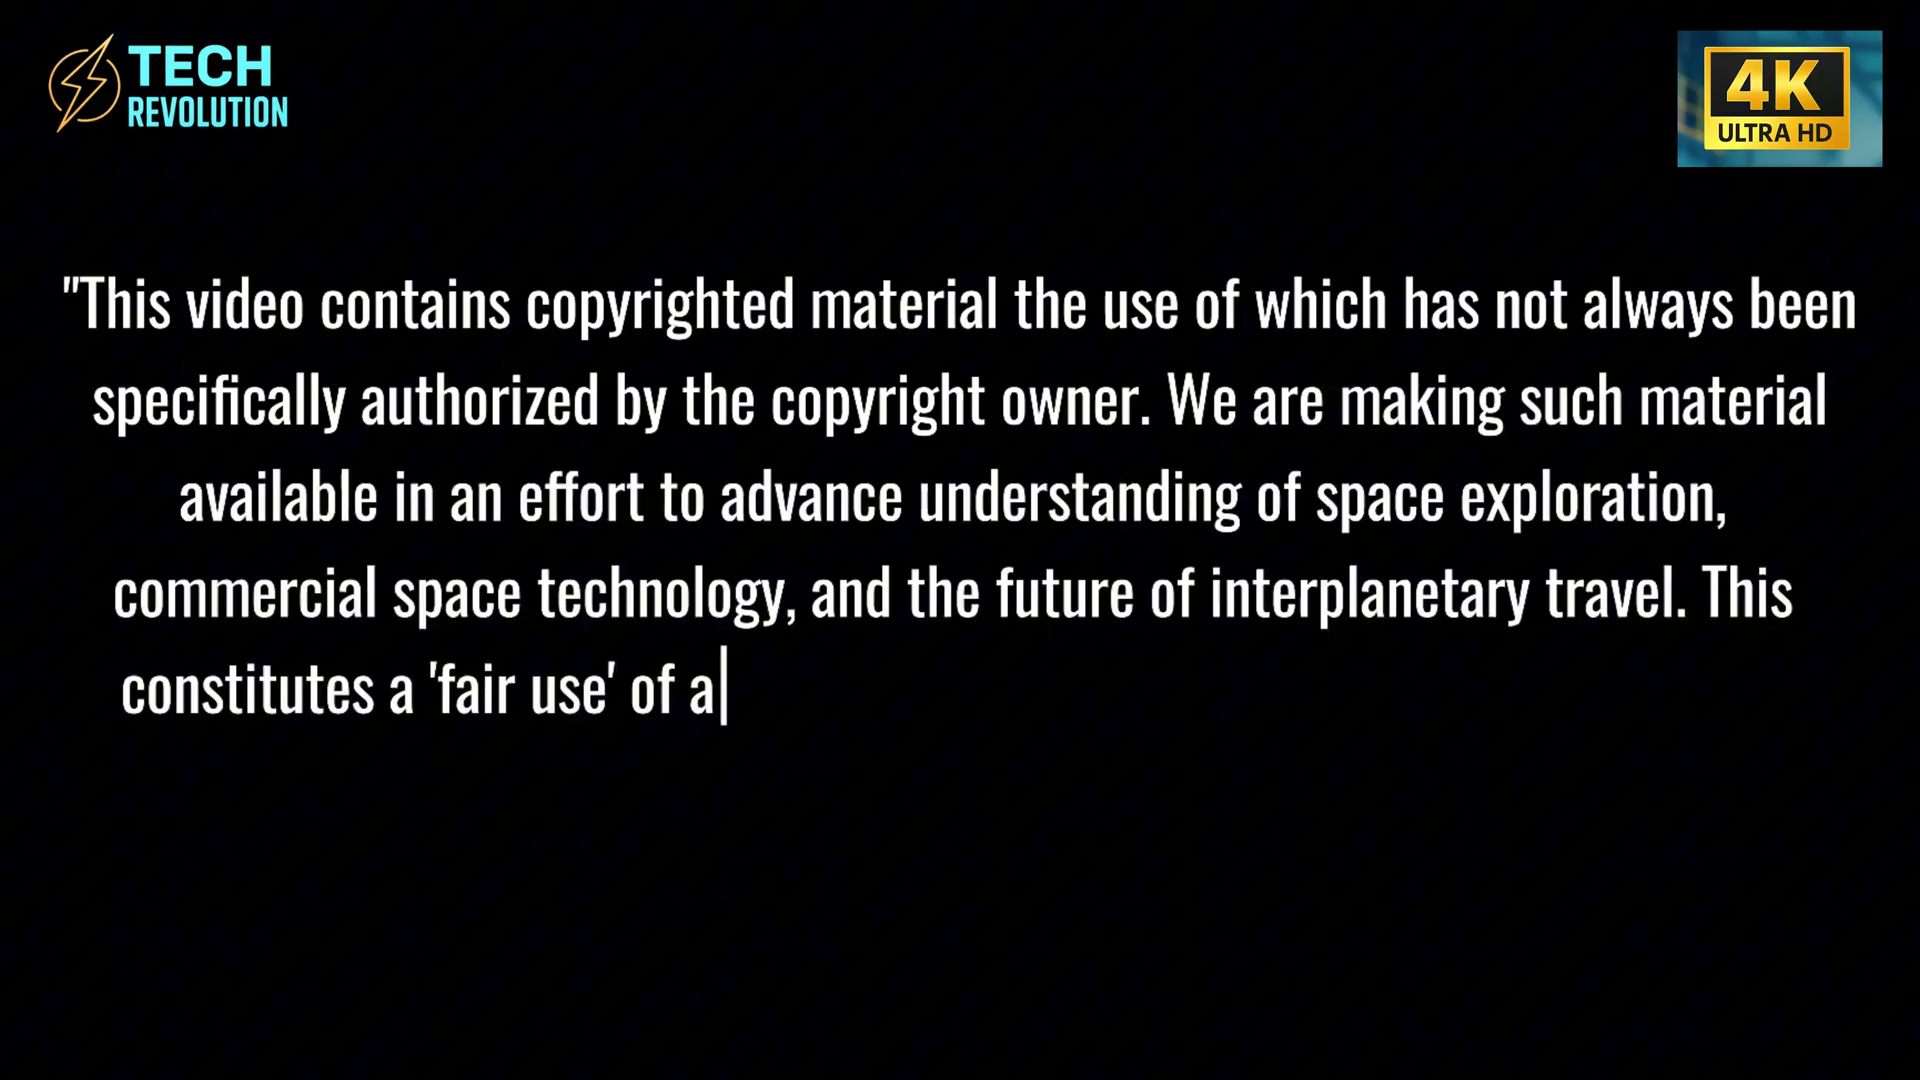 TECH
REVOLUTION
4K
ULTRA HD
"This video contains copyrighted material the use of which has not always been
specifically authorized by the copyright owner. We are making such material
available in an effort to advance understanding of space exploration,
commercial space technology, and the future of interplanetary travel. This
constitutes a 'fair use' of a